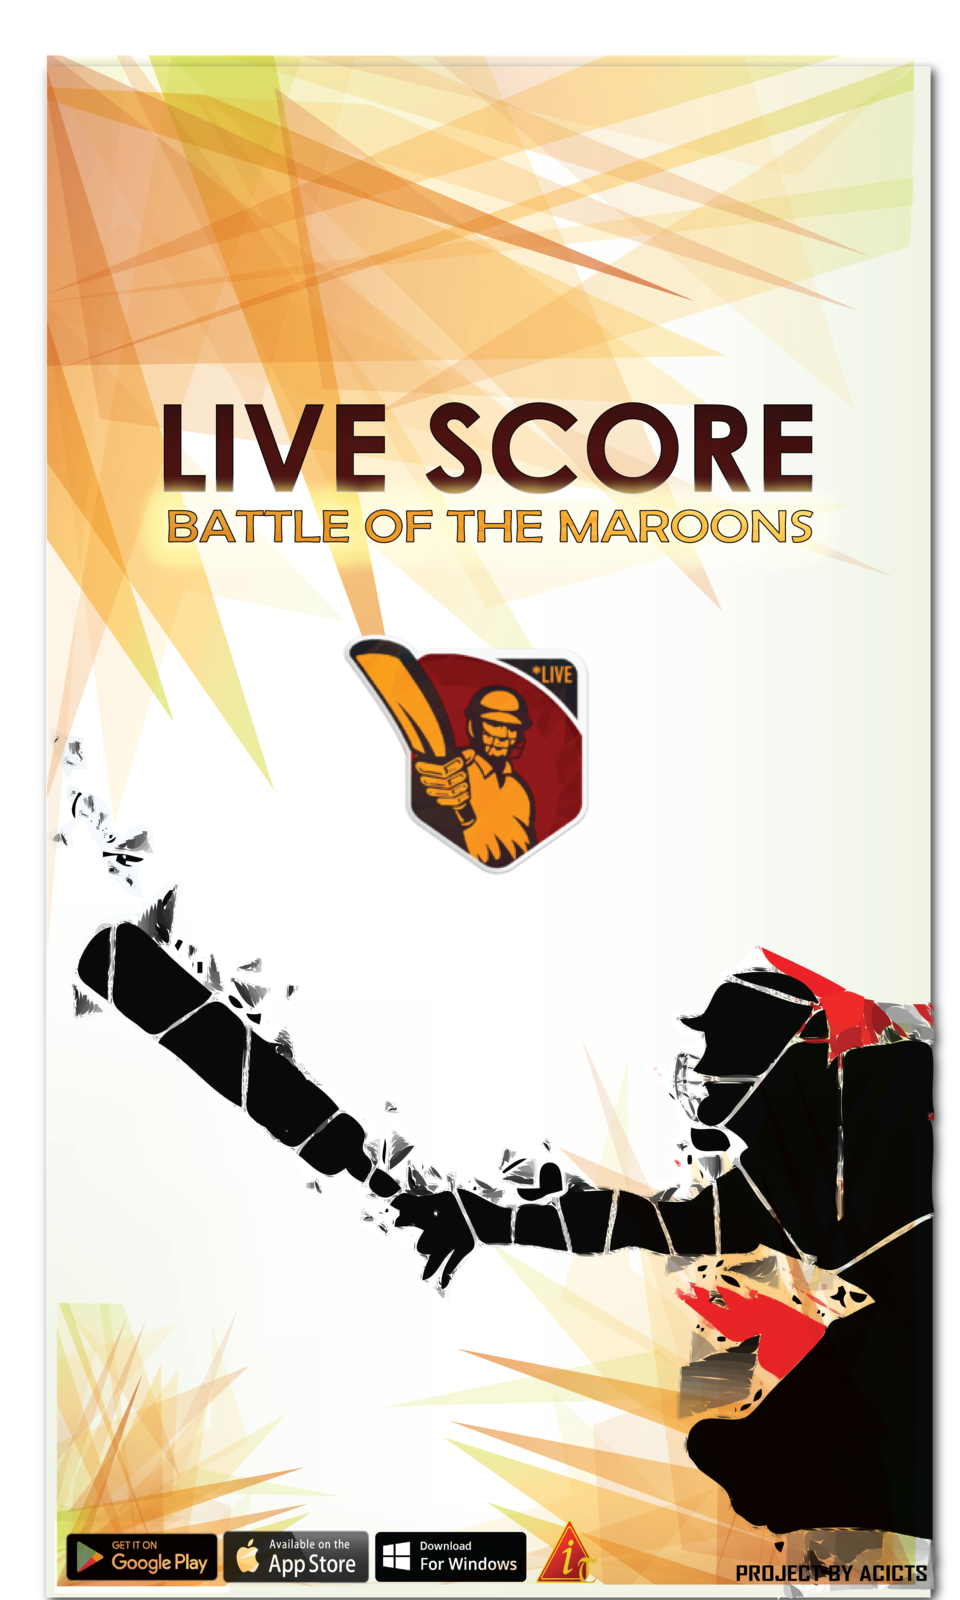 LIVE SCORE
BATTLE OF THE MAROONS
*LIVE
GET IT ON
Google Play
Available on the
App Store
Download
For Windows
iτ
PROJECT BY ACICTS